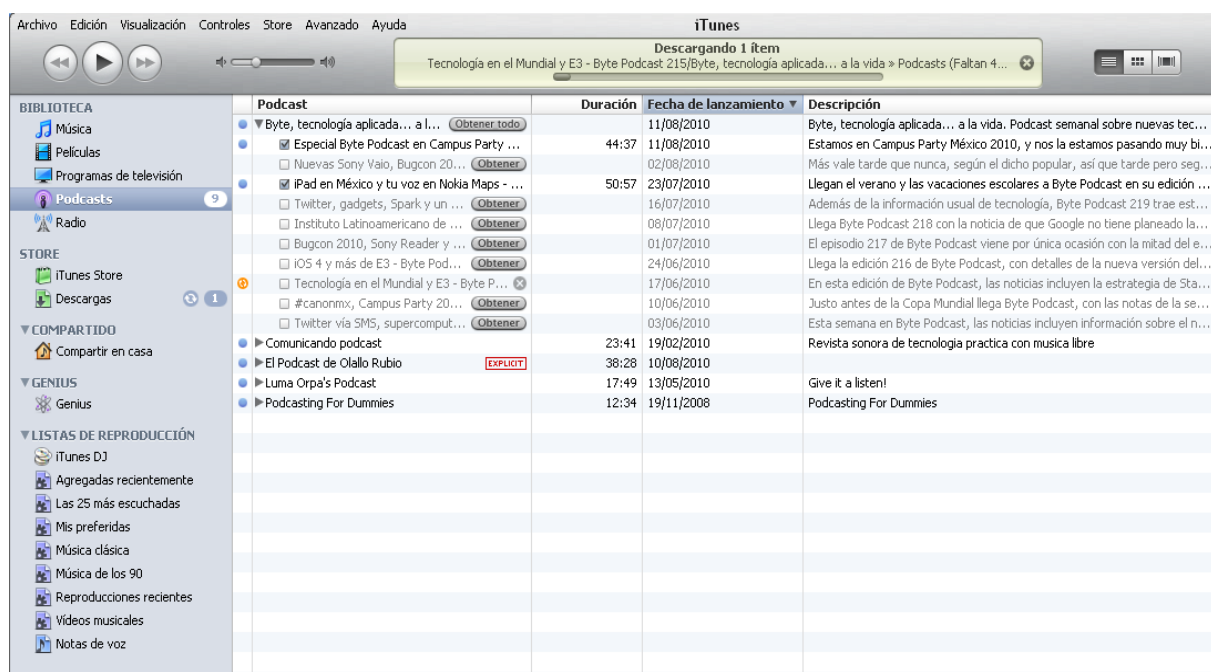 Archivo Edición Visualización Controles Store Avanzado Ayuda
iTunes
Descargando 1 ítem
Tecnología en el Mundial y E3 - Byte Podcast 215/Byte, tecnología aplicada... a la vida » Podcasts (Faltan 4...
BIBLIOTECA
Música
Películas
Programas de televisión
Podcasts 9
Radio
STORE
iTunes Store
Descargas 1
COMPARTIDO
Compartir en casa
GENIUS
Genius
LISTAS DE REPRODUCCIÓN
iTunes DJ
Agregadas recientemente
Las 25 más escuchadas
Mis preferidas
Música clásica
Música de los 90
Reproducciones recientes
Vídeos musicales
Notas de voz
Podcast Duración Fecha de lanzamiento Descripción
Byte, tecnología aplicada... a l... Obtener todo 11/08/2010 Byte, tecnología aplicada... a la vida. Podcast semanal sobre nuevas tec...
Especial Byte Podcast en Campus Party ... 44:37 11/08/2010 Estamos en Campus Party México 2010, y nos la estamos pasando muy bi...
Nuevas Sony Vaio, Bugcon 20... Obtener 02/08/2010 Más vale tarde que nunca, según el dicho popular, así que tarde pero seg...
iPad en México y tu voz en Nokia Maps - ... 50:57 23/07/2010 Llegan el verano y las vacaciones escolares a Byte Podcast en su edición ...
Twitter, gadgets, Spark y un ... Obtener 16/07/2010 Además de la información usual de tecnología, Byte Podcast 219 trae est...
Instituto Latinoamericano de ... Obtener 08/07/2010 Llega Byte Podcast 218 con la noticia de que Google no tiene planeado la...
Bugcon 2010, Sony Reader y ... Obtener 01/07/2010 El episodio 217 de Byte Podcast viene por única ocasión con la mitad del e...
iOS 4 y más de E3 - Byte Pod... Obtener 24/06/2010 Llega la edición 216 de Byte Podcast, con detalles de la nueva versión del...
Tecnología en el Mundial y E3 - Byte P... 17/06/2010 En esta edición de Byte Podcast, las noticias incluyen la estrategia de Sta...
#canonmx, Campus Party 20... Obtener 10/06/2010 Justo antes de la Copa Mundial llega Byte Podcast, con las notas de la se...
Twitter vía SMS, supercomput... Obtener 03/06/2010 Esta semana en Byte Podcast, las noticias incluyen información sobre el n...
Comunicando podcast 23:41 19/02/2010 Revista sonora de tecnologia practica con musica libre
El Podcast de Olallo Rubio EXPLICIT 38:28 10/08/2010
Luma Orpa's Podcast 17:49 13/05/2010 Give it a listen!
Podcasting For Dummies 12:34 19/11/2008 Podcasting For Dummies